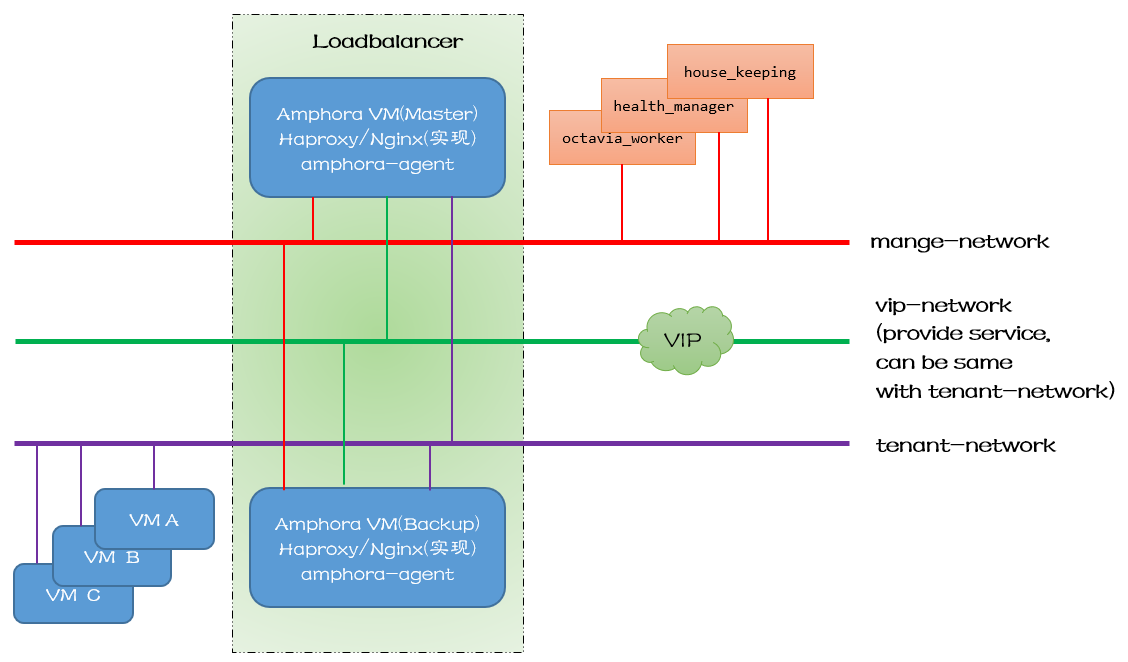 Loadbalancer
Amphora VM(Master)
Haproxy/Nginx(实现)
amphora-agent
house_keeping
health_manager
octavia_worker
mange-network
vip-network
(provide service,
can be same
with tenant-network)
VIP
tenant-network
VM A
VM B
VM C
Amphora VM(Backup)
Haproxy/Nginx(实现)
amphora-agent